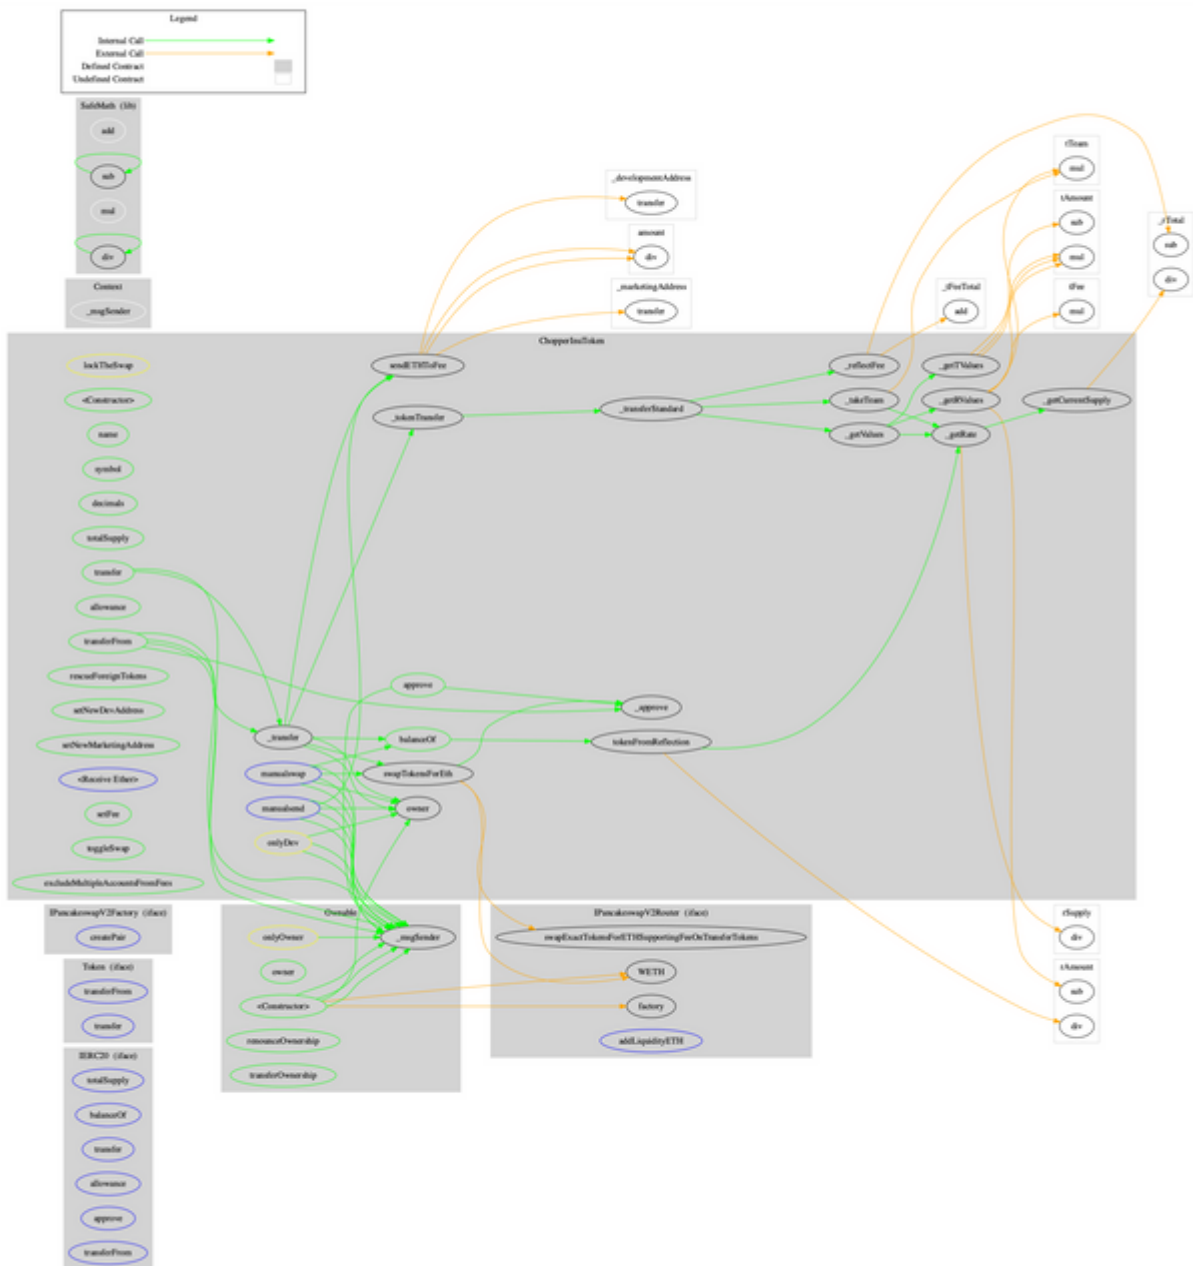 Legend
Internal Call
External Call
Defined Contract
Undefined Contract
SafeMath (lib)
add
sub
mul
div
Context
_msgSender
_developmentAddress
transfer
amount
div
_marketingAddress
transfer
tTeam
mul
tAmount
sub
mul
tFee
mul
_tFeeTotal
add
_rTotal
sub
div
ChopperInuToken
lockTheSwap
<Constructor>
name
symbol
decimals
totalSupply
transfer
allowance
transferFrom
rescueForeignTokens
setNewDevAddress
setNewMarketingAddress
<Receive Ether>
setFee
toggleSwap
excludeMultipleAccountsFromFees
sendETHToFee
_tokenTransfer
_transferStandard
_reflectFee
_takeTeam
_getValues
_getTValues
_getRValues
_getRate
_getCurrentSupply
approve
_approve
_transfer
balanceOf
tokenFromReflection
manualswap
swapTokensForEth
manualsend
owner
onlyDev
IPancakeswapV2Factory (iface)
createPair
Token (iface)
transferFrom
transfer
IERC20 (iface)
totalSupply
balanceOf
transfer
allowance
approve
transferFrom
Ownable
onlyOwner
_msgSender
owner
<Constructor>
renounceOwnership
transferOwnership
IPancakeswapV2Router (iface)
swapExactTokensForETHSupportingFeeOnTransferTokens
WETH
factory
addLiquidityETH
rSupply
div
rAmount
sub
div